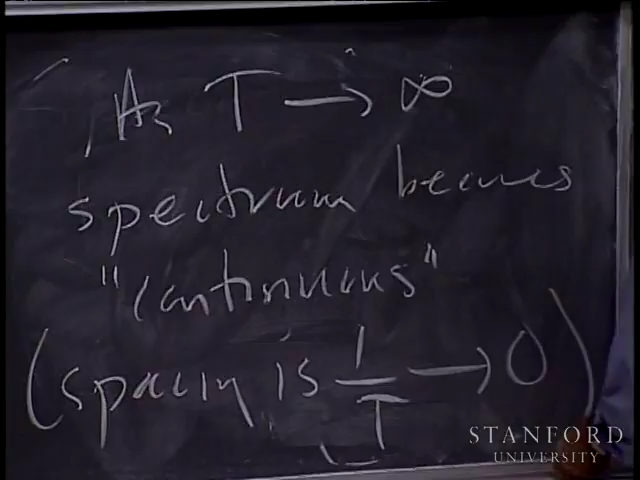 As T → ∞
spectrum becomes
"continuous"
(spacing is 1/T → 0)
STANFORD
UNIVERSITY